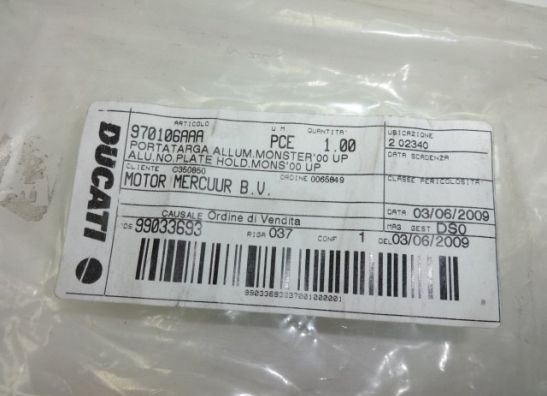 DUCATI
ARTICOLO U.M. QUANTITA' UBICAZIONE
970106AAA PCE 1.00 2 02340
PORTATARGA ALLUM.MONSTER'00 UP DATA SCADENZA
ALU.NO.PLATE HOLD.MONS'00 UP
CLIENTE C350850 ORDINE 0065849 CLASSE PERICOLOSITA'
MOTOR MERCUUR B.V.
DATA 03/06/2009
CAUSALE Ordine di Vendita MAG GEST DS0
99033693 RIGA 037 CONF 1 DEL 03/06/2009